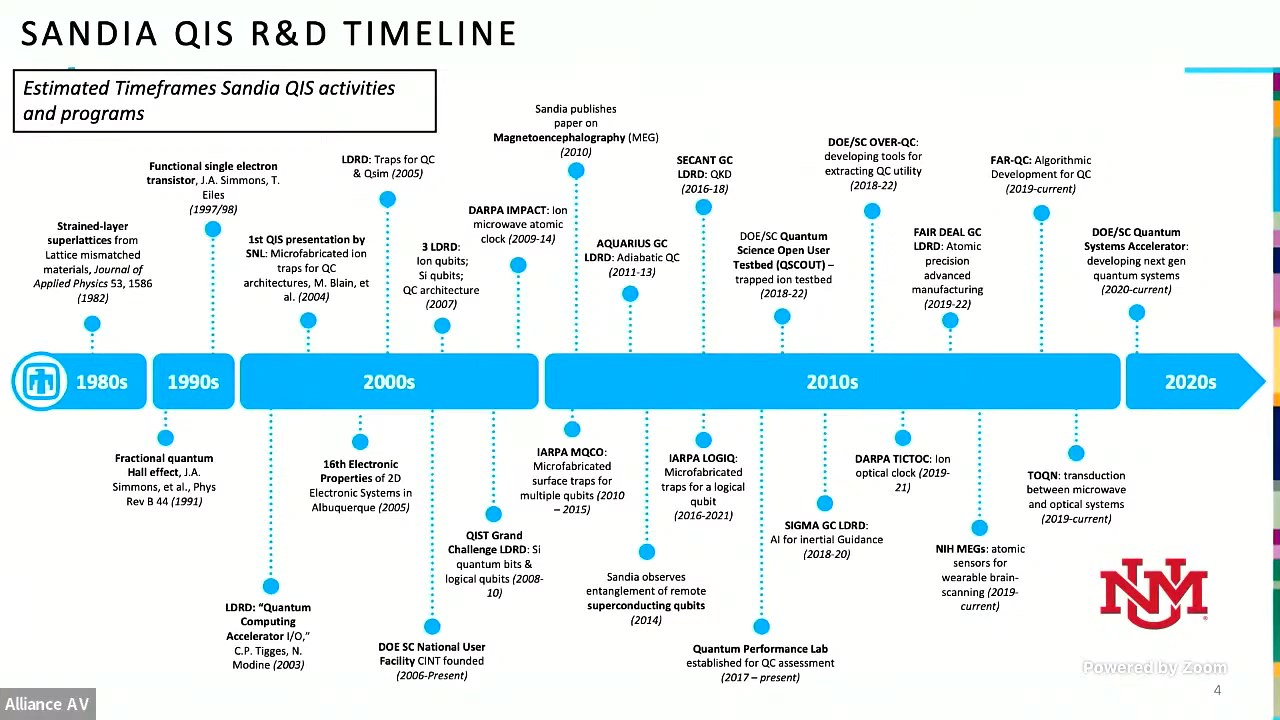 SANDIA QIS R&D TIMELINE
Estimated Timeframes Sandia QIS activities
and programs
Strained-layer
superlattices from
Lattice mismatched
materials, Journal of
Applied Physics 53, 1586
(1982)
Functional single electron
transistor, J.A. Simmons, T.
Eiles
(1997/98)
1st QIS presentation by
SNL: Microfabricated ion
traps for QC
architectures, M. Blain, et
al. (2004)
LDRD: Traps for QC
& Qsim (2005)
3 LDRD:
Ion qubits;
Si qubits;
QC architecture
(2007)
DARPA IMPACT: Ion
microwave atomic
clock (2009-14)
Sandia publishes
paper on
Magnetoencephalography (MEG)
(2010)
AQUARIUS GC
LDRD: Adiabatic QC
(2011-13)
SECANT GC
LDRD: QKD
(2016-18)
DOE/SC Quantum
Science Open User
Testbed (QSCOUT) –
trapped ion testbed
(2018-22)
DOE/SC OVER-QC:
developing tools for
extracting QC utility
(2018-22)
FAIR DEAL GC
LDRD: Atomic
precision
advanced
manufacturing
(2019-22)
FAR-QC: Algorithmic
Development for QC
(2019-current)
DOE/SC Quantum
Systems Accelerator:
developing next gen
quantum systems
(2020-current)
1980s
1990s
2000s
2010s
2020s
Fractional quantum
Hall effect, J.A.
Simmons, et al., Phys
Rev B 44 (1991)
LDRD: “Quantum
Computing
Accelerator I/O,”
C.P. Tigges, N.
Modine (2003)
16th Electronic
Properties of 2D
Electronic Systems in
Albuquerque (2005)
DOE SC National User
Facility CINT founded
(2006-Present)
QIST Grand
Challenge LDRD: Si
quantum bits &
logical qubits (2008-
10)
IARPA MQCO:
Microfabricated
surface traps for
multiple qubits (2010
– 2015)
Sandia observes
entanglement of remote
superconducting qubits
(2014)
IARPA LOGIQ:
Microfabricated
traps for a logical
qubit
(2016-2021)
Quantum Performance Lab
established for QC assessment
(2017 – present)
SIGMA GC LDRD:
AI for inertial Guidance
(2018-20)
DARPA TICTOC: Ion
optical clock (2019-
21)
NIH MEGs: atomic
sensors for
wearable brain-
scanning (2019-
current)
TOQN: transduction
between microwave
and optical systems
(2019-current)
NM
Powered by Zoom
4
Alliance AV